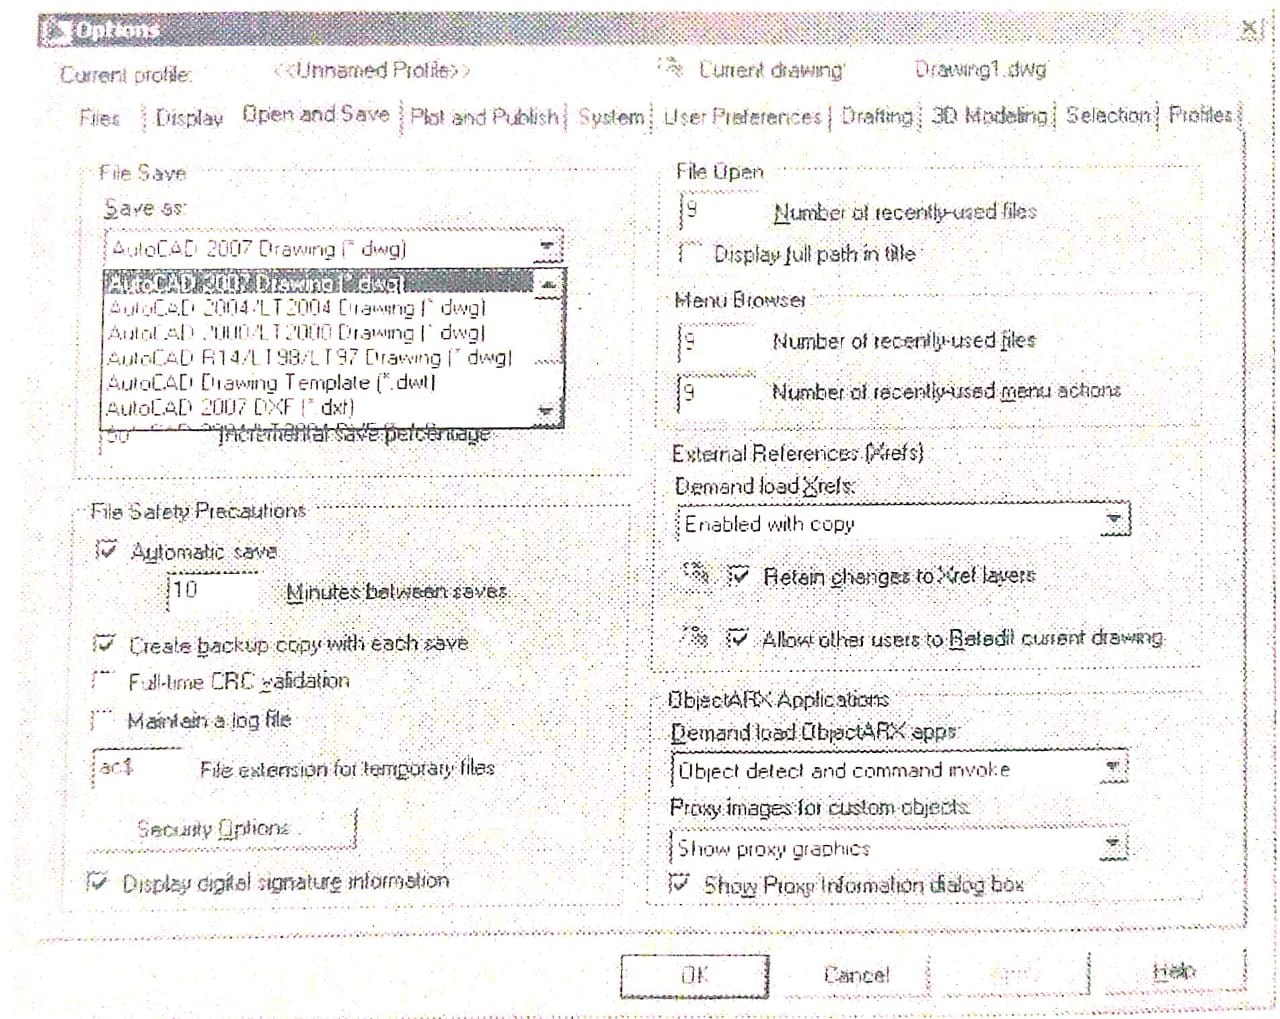 Options
Current profile: <<Unnamed Profile>> Current drawing Drawing1.dwg
Files Display Open and Save Plot and Publish System User Preferences Drafting 3D Modeling Selection Profiles
File Save
Save as:
AutoCAD 2007 Drawing (*.dwg)
AutoCAD 2007 Drawing (*.dwg)
AutoCAD 2004/LT2004 Drawing (*.dwg)
AutoCAD 2000/LT2000 Drawing (*.dwg)
AutoCAD R14/LT98/LT97 Drawing (*.dwg)
AutoCAD Drawing Template (*.dwt)
AutoCAD 2007 DXF (*.dxf)
50 Incremental save percentage
File Safety Precautions
Automatic save
10 Minutes between saves
Create backup copy with each save
Full-time CRC validation
Maintain a log file
ac$ File extension for temporary files
Security Options...
Display digital signature information
File Open
9 Number of recently-used files
Display full path in title
Menu Browser
9 Number of recently-used files
9 Number of recently-used menu actions
External References (Xrefs)
Demand load Xrefs:
Enabled with copy
Retain changes to Xref layers
Allow other users to Refedit current drawing
ObjectARX Applications
Demand load ObjectARX apps:
Object detect and command invoke
Proxy images for custom objects:
Show proxy graphics
Show Proxy Information dialog box
OK Cancel Apply Help